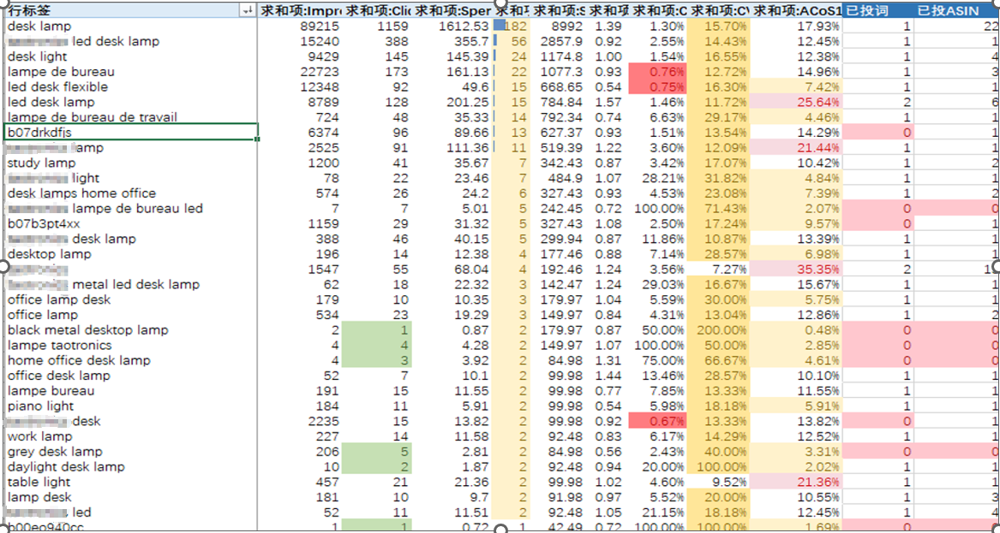 行标签 求和项:Impre 求和项:Clic 求和项:Sper 求和项 求和项:S 求和项 求和项:C 求和项:CV 求和项:ACoS1 已投词 已投ASIN
desk lamp 89215 1159 1612.53 182 8992 1.39 1.30% 15.70% 17.93% 1 22
led desk lamp 15240 388 355.7 56 2857.9 0.92 2.55% 14.43% 12.45% 1 1
desk light 9429 145 145.39 24 1174.8 1.00 1.54% 16.55% 12.38% 1 4
lampe de bureau 22723 173 161.13 22 1077.3 0.93 0.76% 12.72% 14.96% 1 3
led desk flexible 12348 92 49.6 15 668.65 0.54 0.75% 16.30% 7.42% 1 1
led desk lamp 8789 128 201.25 15 784.84 1.57 1.46% 11.72% 25.64% 2 6
lampe de bureau de travail 724 48 35.33 14 792.34 0.74 6.63% 29.17% 4.46% 1 1
b07drkdfjs 6374 96 89.66 13 627.37 0.93 1.51% 13.54% 14.29% 0 1
lamp 2525 91 111.36 11 519.39 1.22 3.60% 12.09% 21.44% 1 1
study lamp 1200 41 35.67 7 342.43 0.87 3.42% 17.07% 10.42% 1 2
light 78 22 23.46 7 484.9 1.07 28.21% 31.82% 4.84% 1 1
desk lamps home office 574 26 24.2 6 327.43 0.93 4.53% 23.08% 7.39% 1 2
lampe de bureau led 7 7 5.01 5 242.45 0.72 100.00% 71.43% 2.07% 0 0
b07b3pt4xx 1159 29 31.32 5 327.43 1.08 2.50% 17.24% 9.57% 0 1
desk lamp 388 46 40.15 5 299.94 0.87 11.86% 10.87% 13.39% 1 1
desktop lamp 196 14 12.38 4 177.46 0.88 7.14% 28.57% 6.98% 1 1
1547 55 68.04 4 192.46 1.24 3.56% 7.27% 35.35% 2
metal led desk lamp 62 18 22.32 3 142.47 1.24 29.03% 16.67% 15.67% 1 1
office lamp desk 179 10 10.35 3 179.97 1.04 5.59% 30.00% 5.75% 1 1
office lamp 534 23 19.29 3 149.97 0.84 4.31% 13.04% 12.86% 1 2
black metal desktop lamp 2 1 0.87 2 179.97 0.87 50.00% 200.00% 0.48% 0 0
lampe taotronics 4 4 4.28 2 149.97 1.07 100.00% 50.00% 2.85% 0 0
home office desk lamp 4 3 3.92 2 84.98 1.31 75.00% 66.67% 4.61% 0 0
office desk lamp 52 7 10.1 2 99.98 1.44 13.46% 28.57% 10.10% 1 1
lampe bureau 191 15 11.55 2 99.98 0.77 7.85% 13.33% 11.55% 1 1
piano light 184 11 5.91 2 99.98 0.54 5.98% 18.18% 5.91% 1 1
desk 2235 15 13.82 2 99.98 0.92 0.67% 13.33% 13.82% 0 1
work lamp 227 14 11.58 2 92.48 0.83 6.17% 14.29% 12.52% 1 1
grey desk lamp 206 5 2.81 2 84.98 0.56 2.43% 40.00% 3.31% 0 0
daylight desk lamp 10 2 1.87 2 92.48 0.94 20.00% 100.00% 2.02% 1 1
table light 457 21 21.36 2 99.98 1.02 4.60% 9.52% 21.36% 1 1
lamp desk 181 10 9.7 2 91.98 0.97 5.52% 20.00% 10.55% 1 3
led 52 11 11.51 2 92.48 1.05 21.15% 18.18% 12.45% 1 4
b00eo940cc 1 1 0.72 1 42.49 0.72 100.00% 100.00% 1.69% 0 0